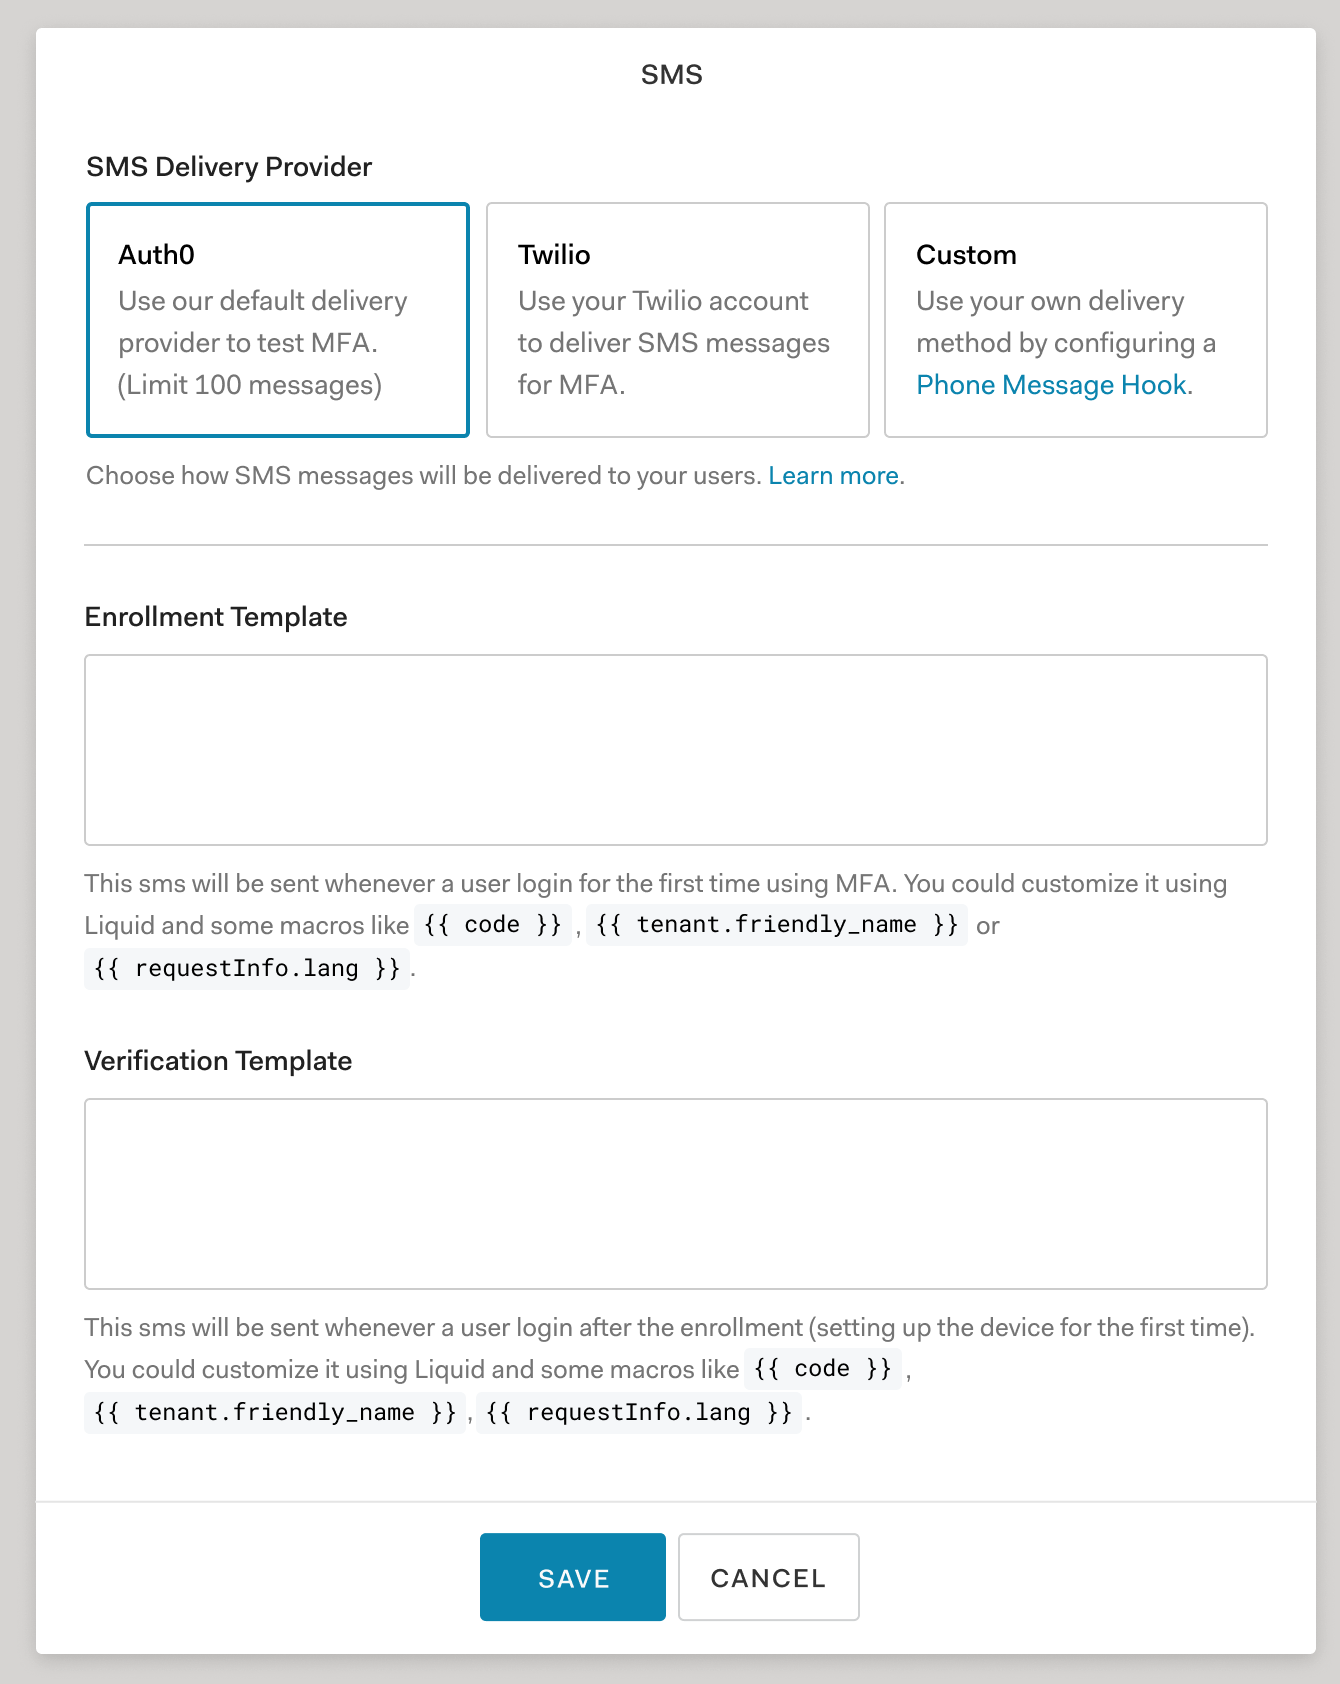 SMS
SMS Delivery Provider
Auth0
Use our default delivery
provider to test MFA.
(Limit 100 messages)
Twilio
Use your Twilio account
to deliver SMS messages
for MFA.
Custom
Use your own delivery
method by configuring a
Phone Message Hook.
Choose how SMS messages will be delivered to your users. Learn more.
Enrollment Template
This sms will be sent whenever a user login for the first time using MFA. You could customize it using
Liquid and some macros like {{ code }} , {{ tenant.friendly_name }} or
{{ requestInfo.lang }} .
Verification Template
This sms will be sent whenever a user login after the enrollment (setting up the device for the first time).
You could customize it using Liquid and some macros like {{ code }} ,
{{ tenant.friendly_name }} , {{ requestInfo.lang }} .
SAVE
CANCEL